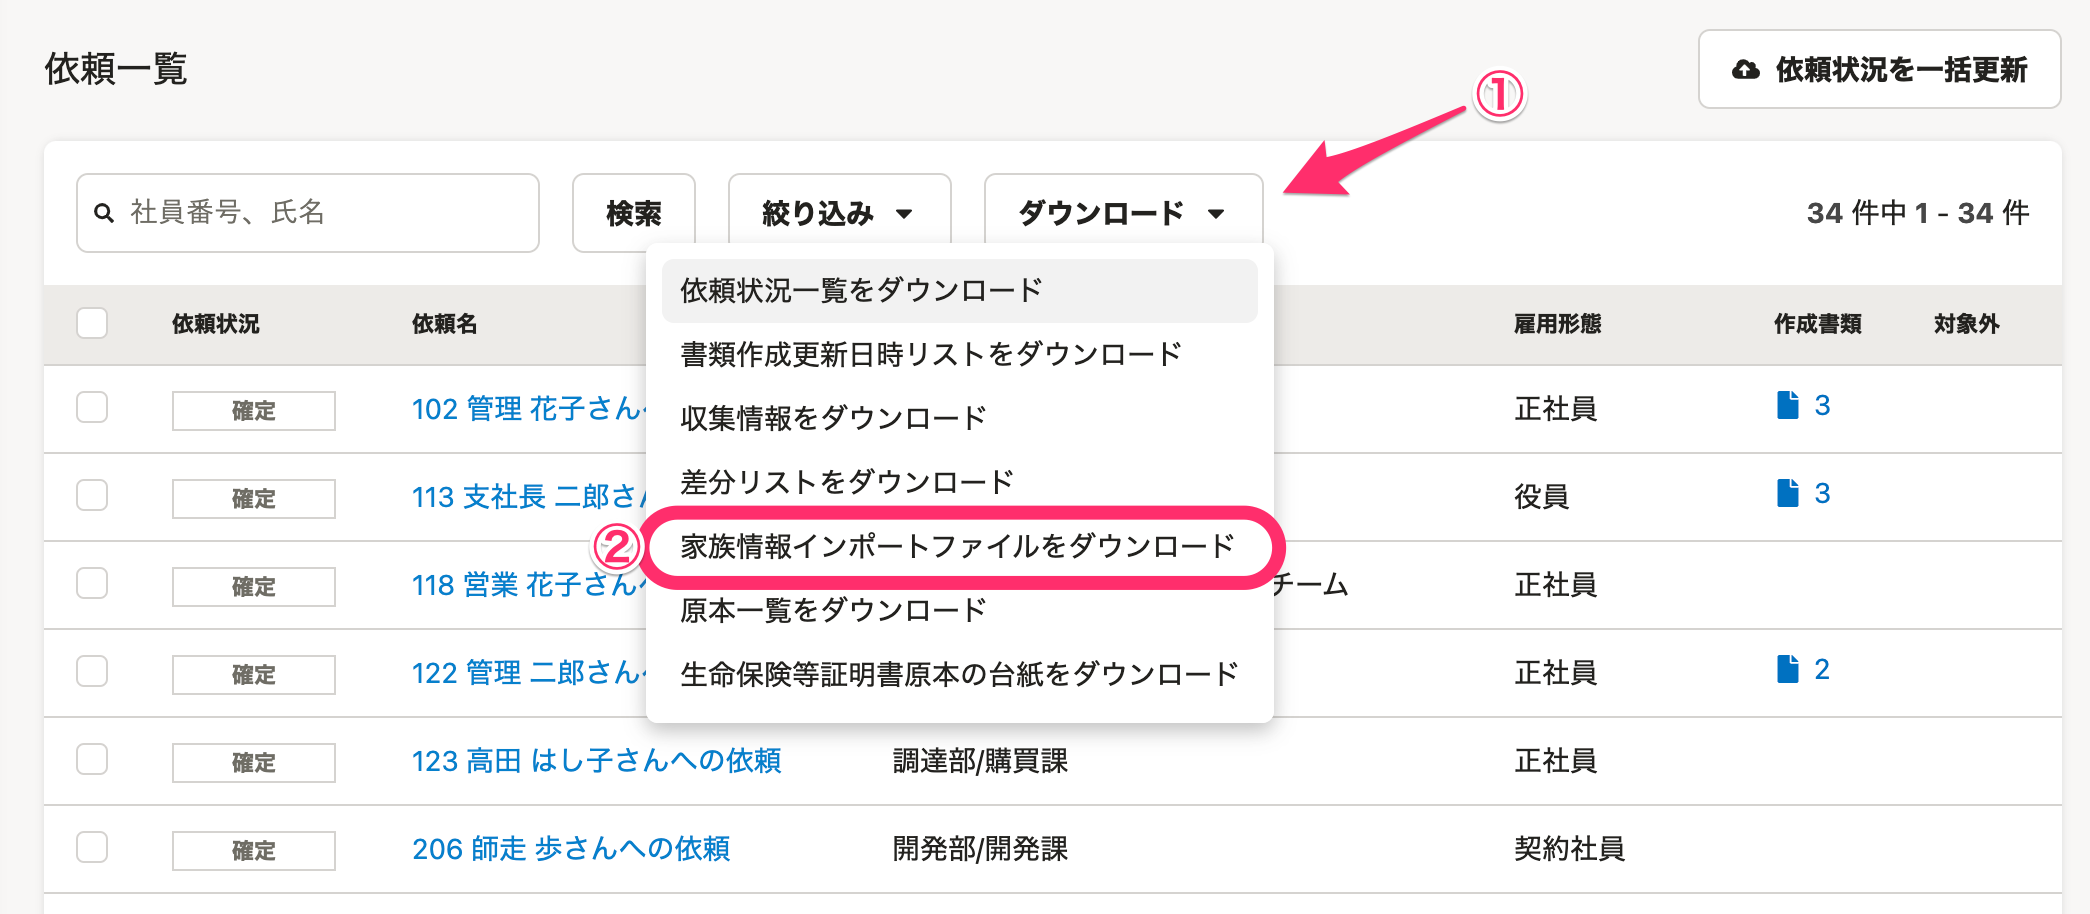 依頼一覧
依頼状況を一括更新
①
社員番号、氏名
検索
絞り込み
ダウンロード
34 件中 1 - 34 件
依頼状況一覧をダウンロード
書類作成更新日時リストをダウンロード
収集情報をダウンロード
差分リストをダウンロード
②
家族情報インポートファイルをダウンロード
原本一覧をダウンロード
生命保険等証明書原本の台紙をダウンロード
依頼状況 依頼名 雇用形態 作成書類 対象外
確定 102 管理 花子さんへ 正社員 3
確定 113 支社長 二郎さん 役員 3
確定 118 営業 花子さんへ チーム 正社員
確定 122 管理 二郎さんへ 正社員 2
確定 123 高田 はし子さんへの依頼 調達部/購買課 正社員
確定 206 師走 歩さんへの依頼 開発部/開発課 契約社員